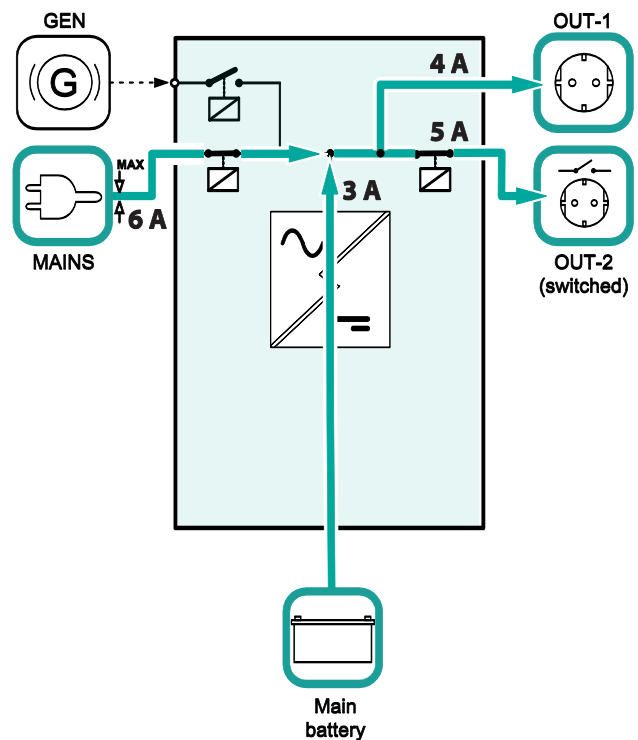 GEN
G
OUT-1
4 A
5 A
MAX
6 A
3 A
MAINS
OUT-2
(switched)
Main
battery